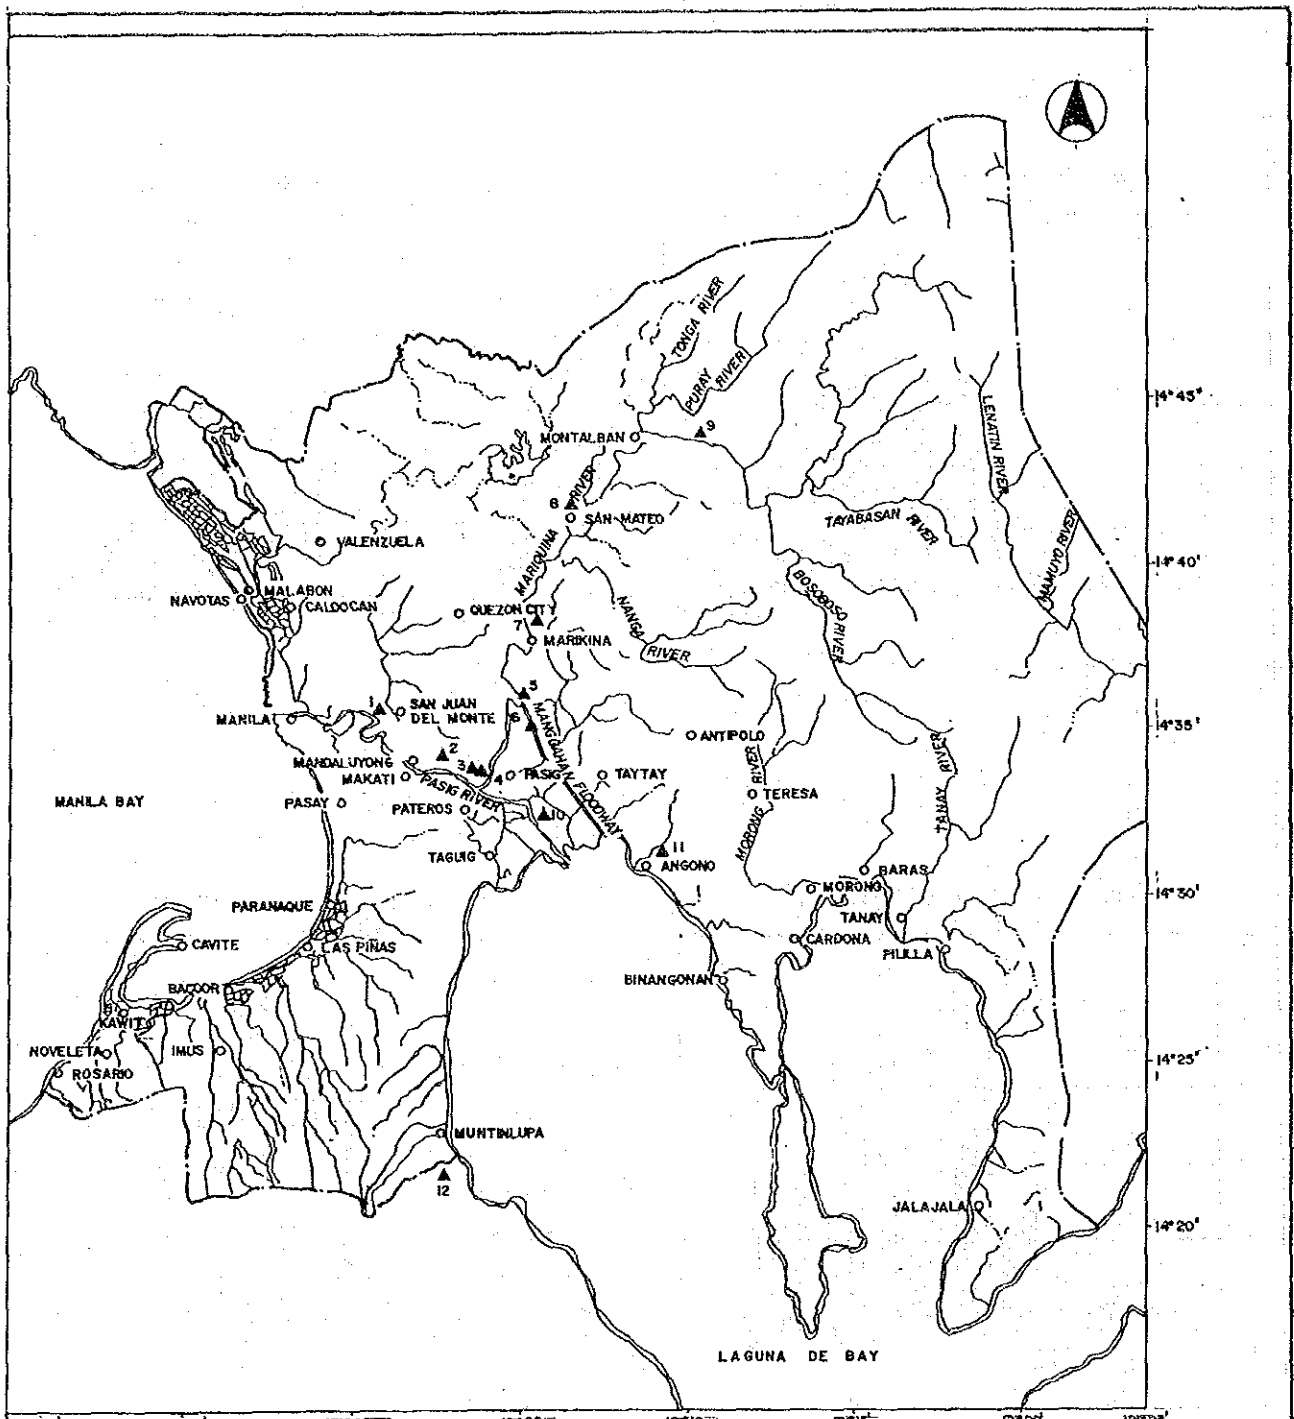 TONGA RIVER
PURAY
RIVER
14°45'
LENATIN RIVER
9
MONTALBAN
RIVER
8
SAN MATEO
TAYABASAN RIVER
VALENZUELA
MARIQUINA
14°40'
MAMUYO RIVER
BOSOBOSO RIVER
MALABON
NAVOTAS
CALOOCAN
QUEZON CITY
NANGA
RIVER
7
MARIKINA
5
1
SAN JUAN
DEL MONTE
MANILA
6
MANGGAHAN FLOODWAY
14°35'
ANTIPOLO
2
MANDALUYONG
3
4
PASIG
TAYTAY
MAKATI
PASIG RIVER
RIVER
TERESA
MORONG
TANAY
RIVER
MANILA BAY
PASAY
PATEROS
10
TAGUIG
11
ANGONO
BARAS
MORONG
14°30'
PARANAQUE
TANAY
CAVITE
LAS PIÑAS
CARDONA
PILILLA
BACOOR
BINANGONAN
KAWIT
NOVELETA
IMUS
14°25'
ROSARIO
MUNTINLUPA
12
JALAJALA
14°20'
LAGUNA DE BAY